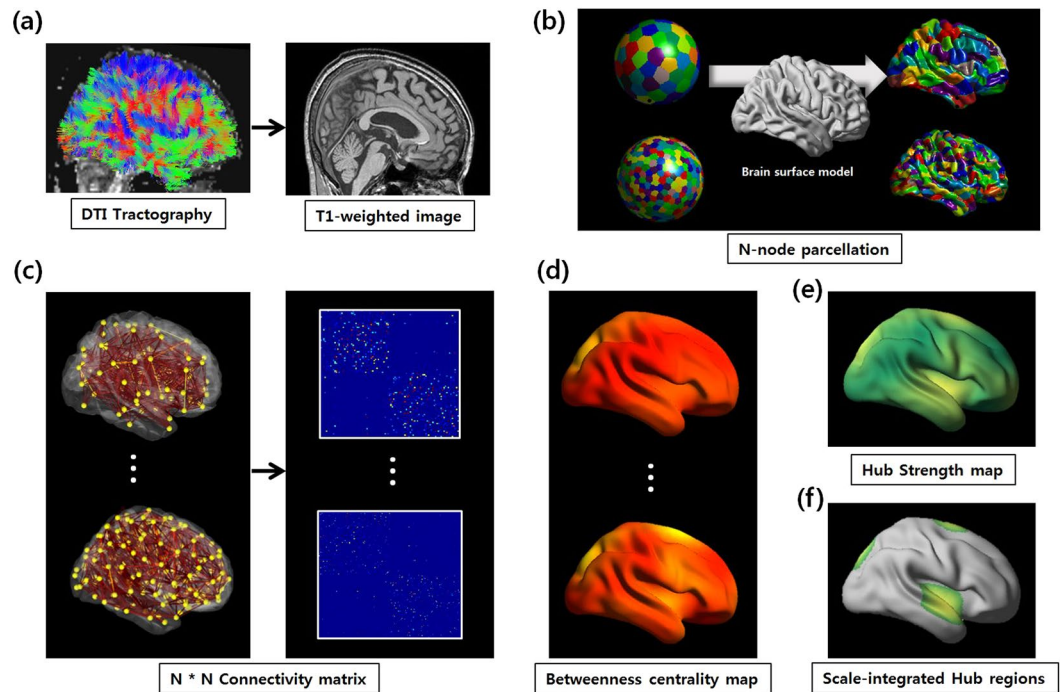 (a)
DTI Tractography
T1-weighted image
(b)
Brain surface model
N-node parcellation
(c)
N * N Connectivity matrix
(d)
Betweenness centrality map
(e)
Hub Strength map
(f)
Scale-integrated Hub regions